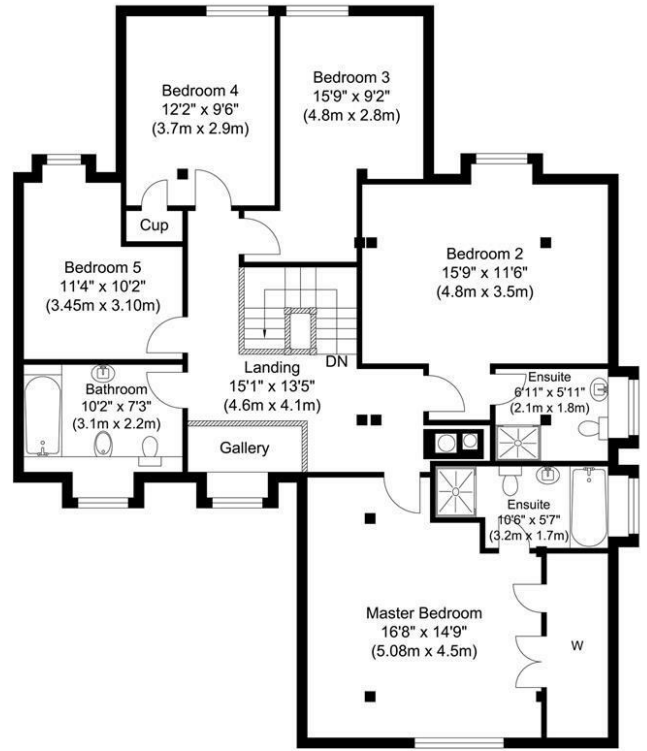 Bedroom 4
12'2" x 9'6"
(3.7m x 2.9m)
Bedroom 3
15'9" x 9'2"
(4.8m x 2.8m)
Cup
Bedroom 5
11'4" x 10'2"
(3.45m x 3.10m)
Bedroom 2
15'9" x 11'6"
(4.8m x 3.5m)
DN
Landing
15'1" x 13'5"
(4.6m x 4.1m)
Bathroom
10'2" x 7'3"
(3.1m x 2.2m)
Ensuite
6'11" x 5'11"
(2.1m x 1.8m)
Gallery
Ensuite
10'6" x 5'7"
(3.2m x 1.7m)
Master Bedroom
16'8" x 14'9"
(5.08m x 4.5m)
W